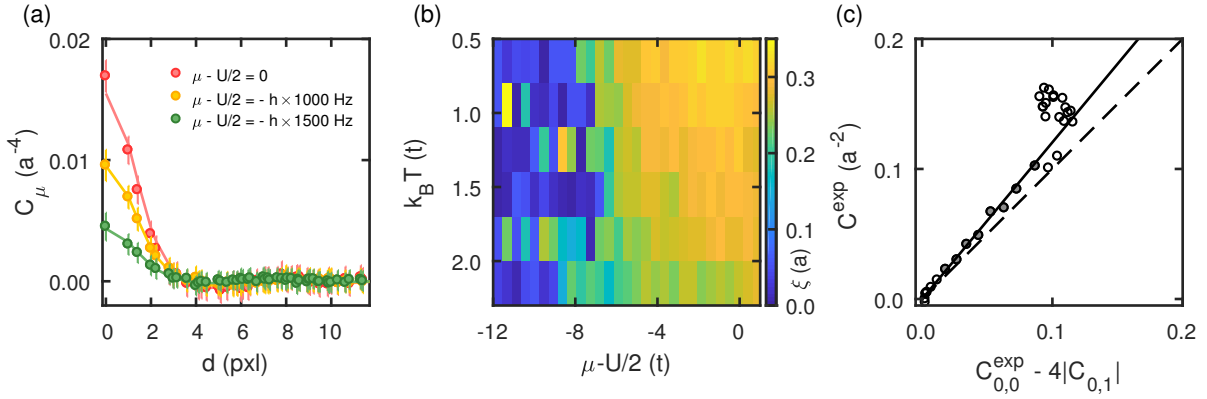 (a)
0.02
0.01
0.00
C_μ (a^-4)
μ - U/2 = 0
μ - U/2 = - h × 1000 Hz
μ - U/2 = - h × 1500 Hz
0 2 4 6 8 10
d (pxl)
(b)
0.5
1.0
1.5
2.0
k_B T (t)
-12 -8 -4 0
μ-U/2 (t)
0.3
0.2
0.1
0.0
ξ (a)
(c)
0.2
0.1
0.0
C^exp (a^-2)
0.0 0.1 0.2
C_0,0^exp - 4|C_0,1|